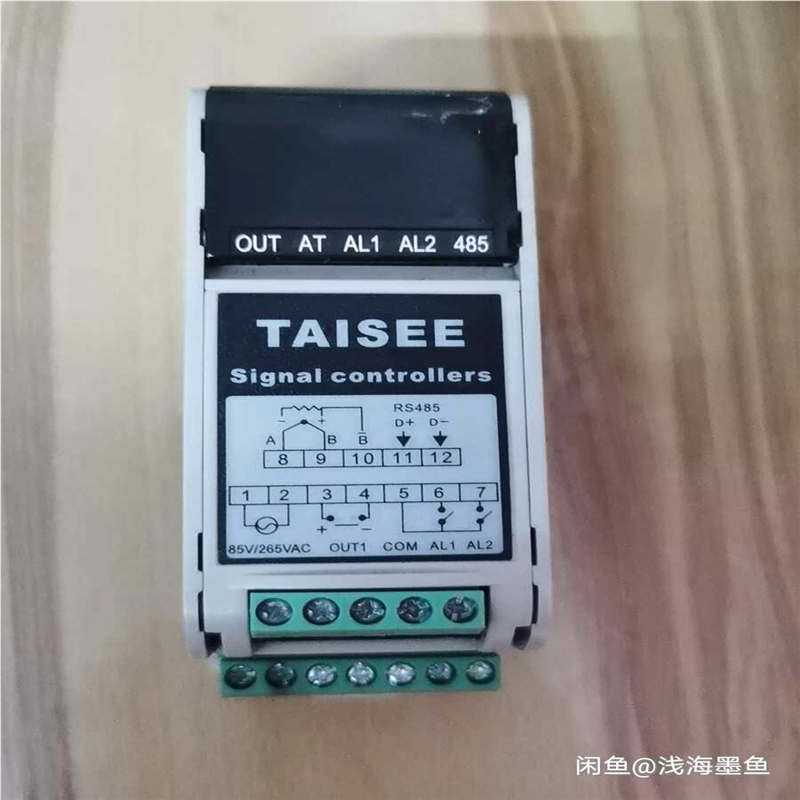 OUT AT AL1 AL2 485
TAISEE
Signal controllers
RS485
- + D+ D-
A B B̅
8 9 10 11 12
1 2 3 4 5 6 7
+ -
85V/265VAC OUT1 COM AL1 AL2
闲鱼@浅海墨鱼